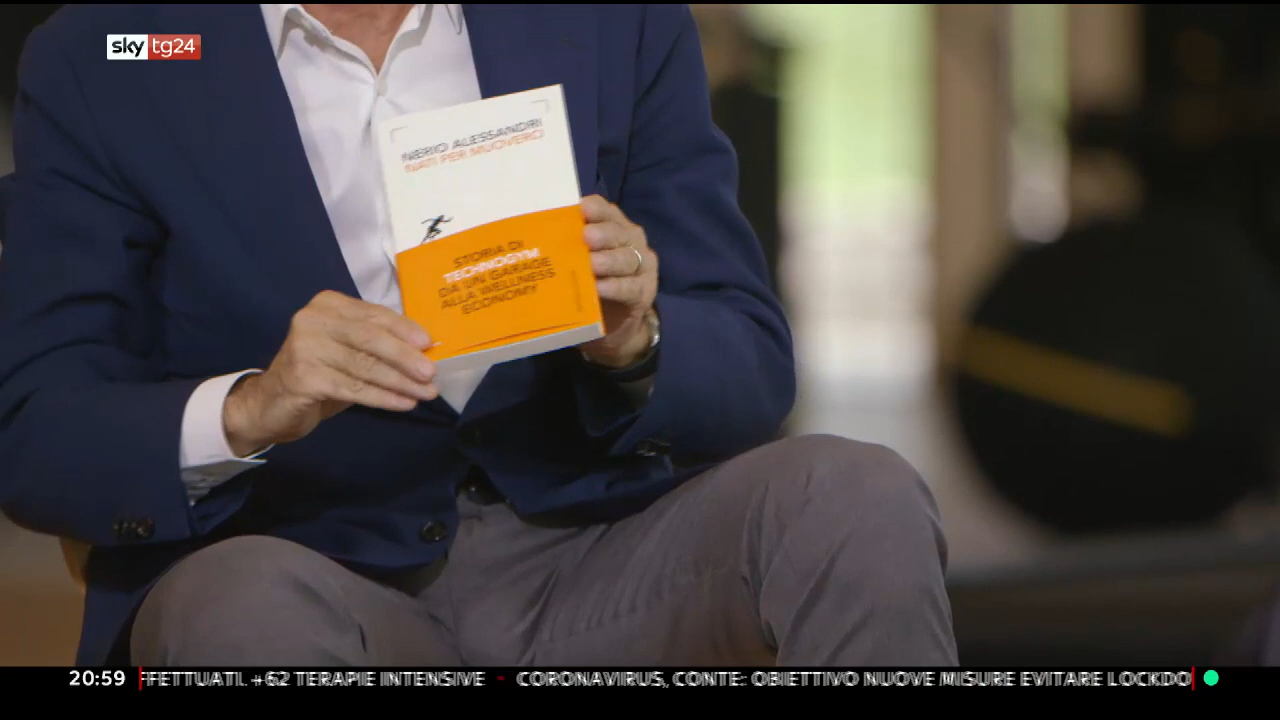 sky tg24
NERIO ALESSANDRI
NATI PER MUOVERCI
STORIA DI
TECHNOGYM
DA UN GARAGE
ALLA WELLNESS
ECONOMY
20:59 FFETTUATI. +62 TERAPIE INTENSIVE - CORONAVIRUS, CONTE: OBIETTIVO NUOVE MISURE EVITARE LOCKDO